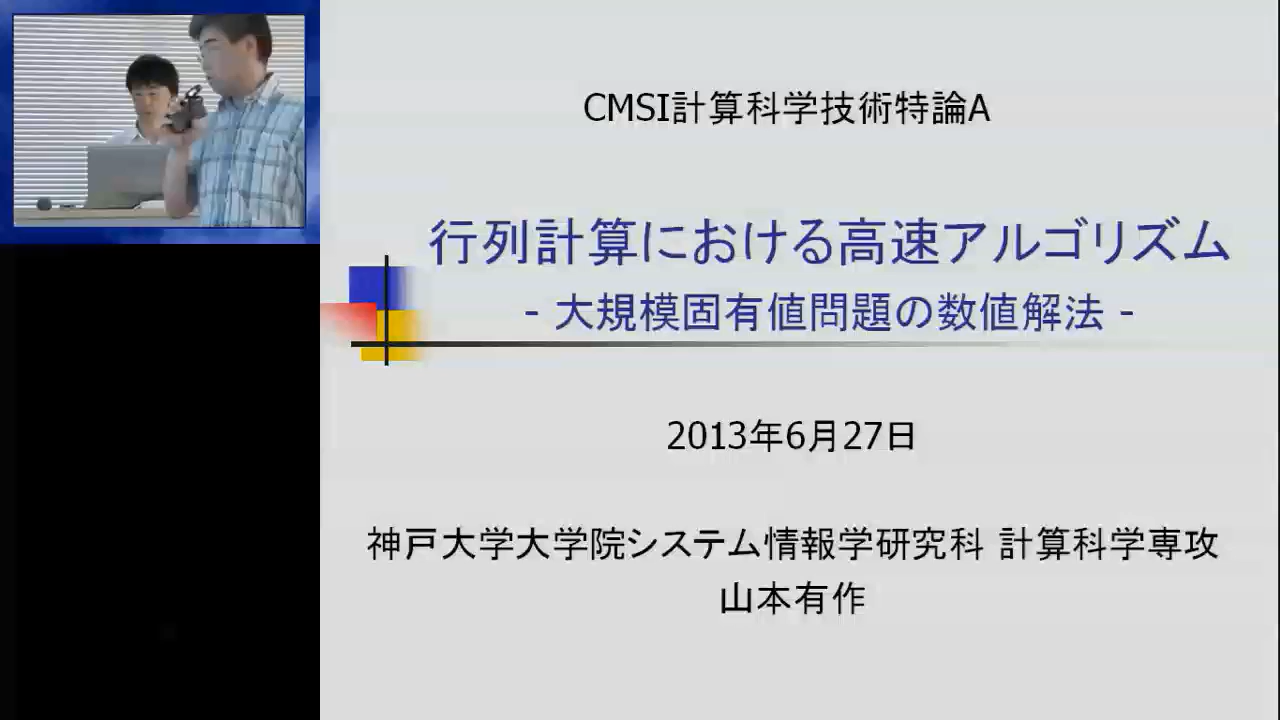 CMSI計算科学技術特論A
行列計算における高速アルゴリズム
- 大規模固有値問題の数値解法 -
2013年6月27日
神戸大学大学院システム情報学研究科 計算科学専攻
山本有作